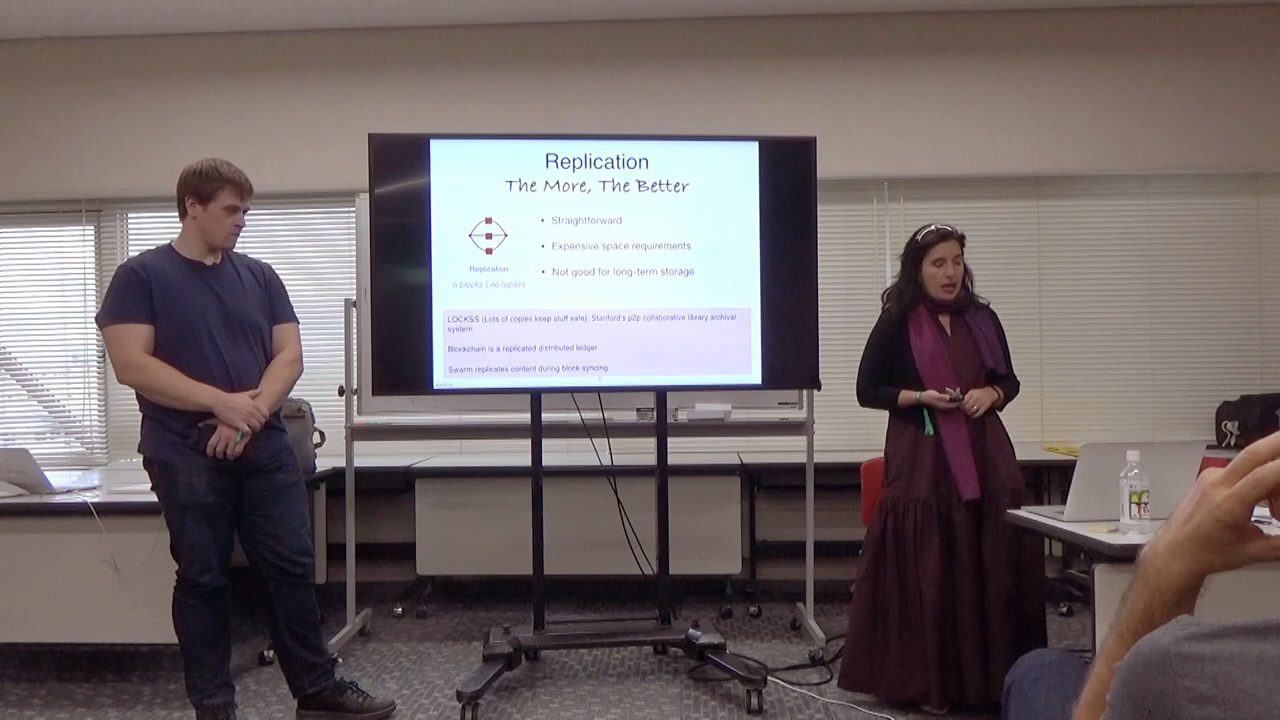 Replication
The More, The Better
• Straightforward
• Expensive space requirements
• Not good for long-term storage
Replication
n blocks | no repairs
LOCKSS (Lots of copies keep stuff safe): Stanford's p2p collaborative library archival
system
Blockchain is a replicated distributed ledger
Swarm replicates content during block syncing